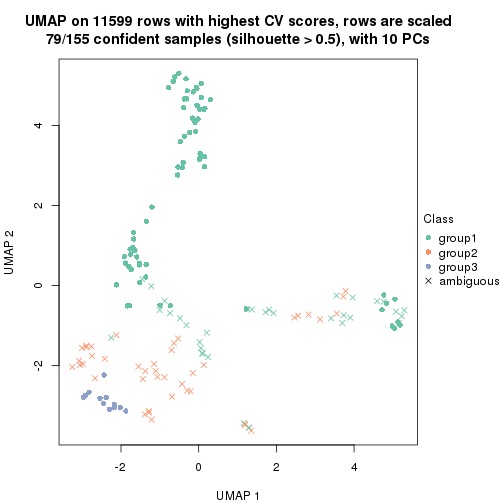 UMAP on 11599 rows with highest CV scores, rows are scaled
79/155 confident samples (silhouette > 0.5), with 10 PCs
4
2
0
-2
UMAP 2
-2
0
2
4
UMAP 1
Class
group1
group2
group3
ambiguous